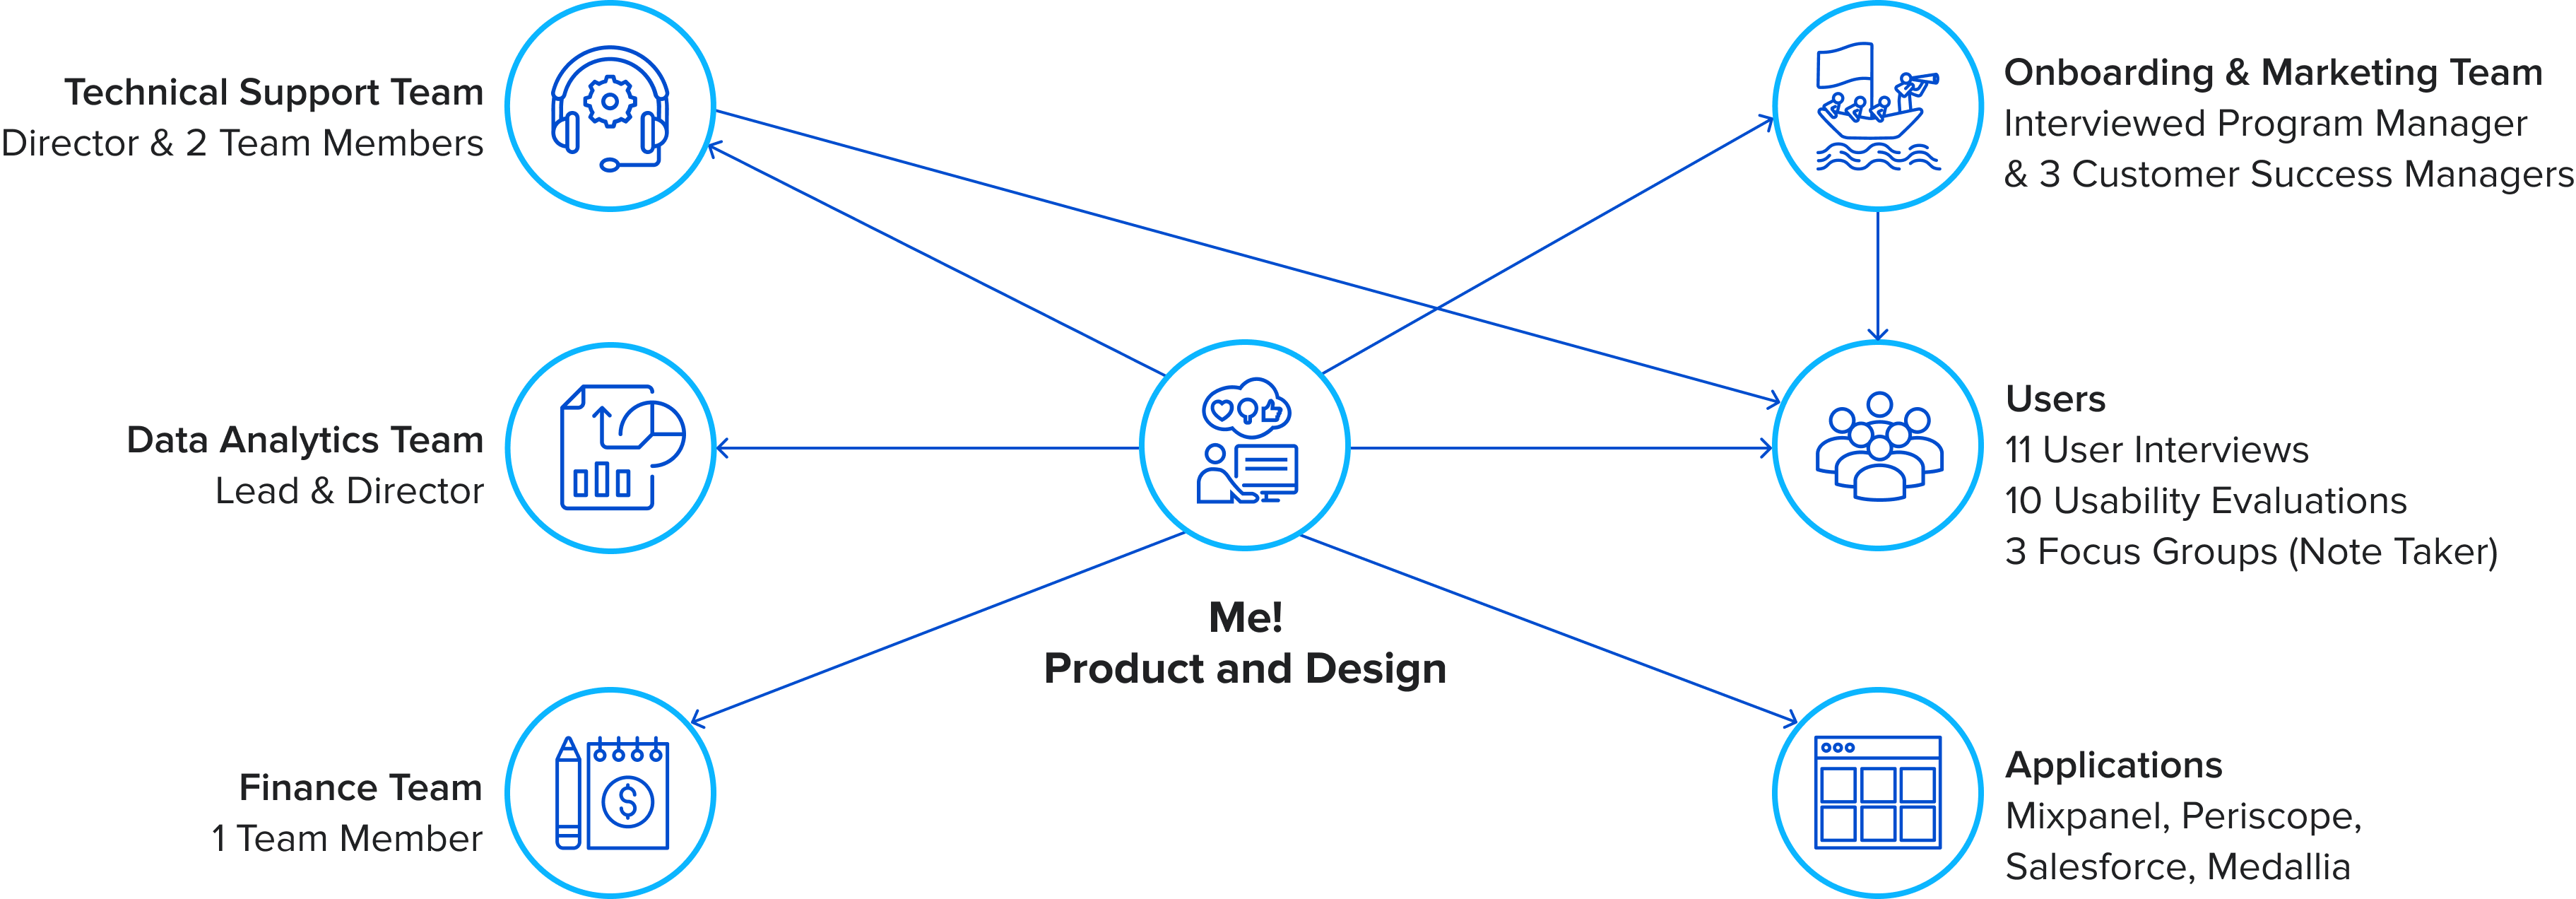 Technical Support Team
Director & 2 Team Members
Onboarding & Marketing Team
Interviewed Program Manager
& 3 Customer Success Managers
Data Analytics Team
Lead & Director
Users
11 User Interviews
10 Usability Evaluations
3 Focus Groups (Note Taker)
Me!
Product and Design
Finance Team
1 Team Member
$
Applications
Mixpanel, Periscope,
Salesforce, Medallia